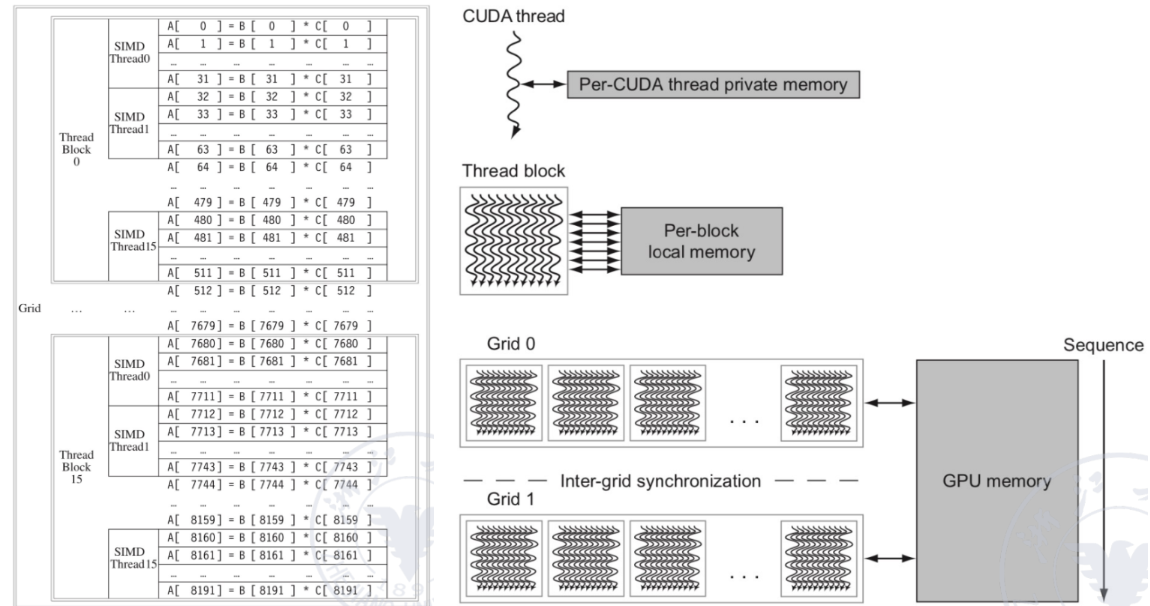 A[ 0 ] = B [ 0 ] * C[ 0 ]
SIMD Thread0
A[ 1 ] = B [ 1 ] * C[ 1 ]
... ... ... ... ... ...
A[ 31 ] = B [ 31 ] * C[ 31 ]
A[ 32 ] = B [ 32 ] * C[ 32 ]
SIMD Thread1
A[ 33 ] = B [ 33 ] * C[ 33 ]
Thread Block 0
... ... ... ... ... ...
A[ 63 ] = B [ 63 ] * C[ 63 ]
A[ 64 ] = B [ 64 ] * C[ 64 ]
... ... ... ... ... ...
A[ 479 ] = B [ 479 ] * C[ 479 ]
A[ 480 ] = B [ 480 ] * C[ 480 ]
SIMD Thread15
A[ 481 ] = B [ 481 ] * C[ 481 ]
... ... ... ... ... ...
A[ 511 ] = B [ 511 ] * C[ 511 ]
A[ 512 ] = B [ 512 ] * C[ 512 ]
Grid ... ... ... ... ... ... ... ...
A[ 7679] = B [ 7679 ] * C[ 7679 ]
A[ 7680] = B [ 7680 ] * C[ 7680 ]
SIMD Thread0
A[ 7681] = B [ 7681 ] * C[ 7681 ]
... ... ... ... ... ...
A[ 7711] = B [ 7711 ] * C[ 7711 ]
A[ 7712] = B [ 7712 ] * C[ 7712 ]
SIMD Thread1
A[ 7713] = B [ 7713 ] * C[ 7713 ]
Thread Block 15
... ... ... ... ... ...
A[ 7743] = B [ 7743 ] * C[ 7743 ]
A[ 7744] = B [ 7744 ] * C[ 7744 ]
... ... ... ... ... ...
A[ 8159] = B [ 8159 ] * C[ 8159 ]
A[ 8160] = B [ 8160 ] * C[ 8160 ]
SIMD Thread15
A[ 8161] = B [ 8161 ] * C[ 8161 ]
... ... ... ... ... ...
A[ 8191] = B [ 8191 ] * C[ 8191 ]
CUDA thread
Per-CUDA thread private memory
Thread block
Per-block
local memory
Grid 0
Sequence
. . .
Inter-grid synchronization
GPU memory
Grid 1
. . .